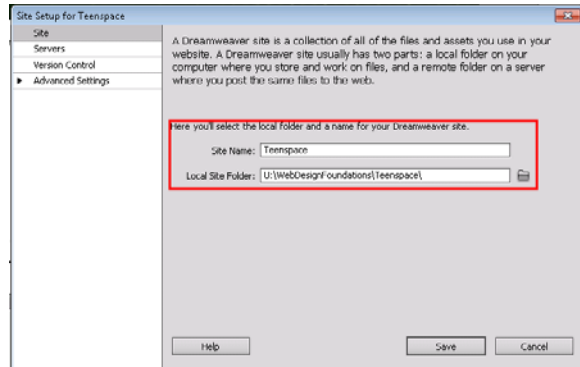 Site Setup for Teenspace
Site
Servers
Version Control
Advanced Settings
A Dreamweaver site is a collection of all of the files and assets you use in your
website. A Dreamweaver site usually has two parts: a local folder on your
computer where you store and work on files, and a remote folder on a server
where you post the same files to the web.
Here you'll select the local folder and a name for your Dreamweaver site.
Site Name: Teenspace
Local Site Folder: U:\WebDesignFoundations\Teenspace\
Help Save Cancel